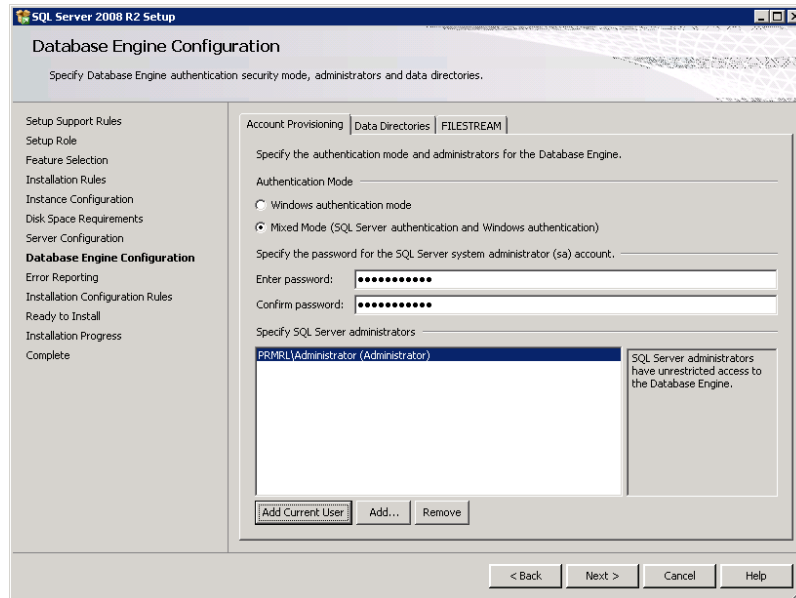 SQL Server 2008 R2 Setup
Database Engine Configuration
Specify Database Engine authentication security mode, administrators and data directories.
Setup Support Rules
Setup Role
Feature Selection
Installation Rules
Instance Configuration
Disk Space Requirements
Server Configuration
Database Engine Configuration
Error Reporting
Installation Configuration Rules
Ready to Install
Installation Progress
Complete
Account Provisioning Data Directories FILESTREAM
Specify the authentication mode and administrators for the Database Engine.
Authentication Mode
Windows authentication mode
Mixed Mode (SQL Server authentication and Windows authentication)
Specify the password for the SQL Server system administrator (sa) account.
Enter password: ●●●●●●●●●●●
Confirm password: ●●●●●●●●●●●
Specify SQL Server administrators
PRMRL\Administrator (Administrator)
SQL Server administrators
have unrestricted access to
the Database Engine.
Add Current User Add... Remove
< Back Next > Cancel Help